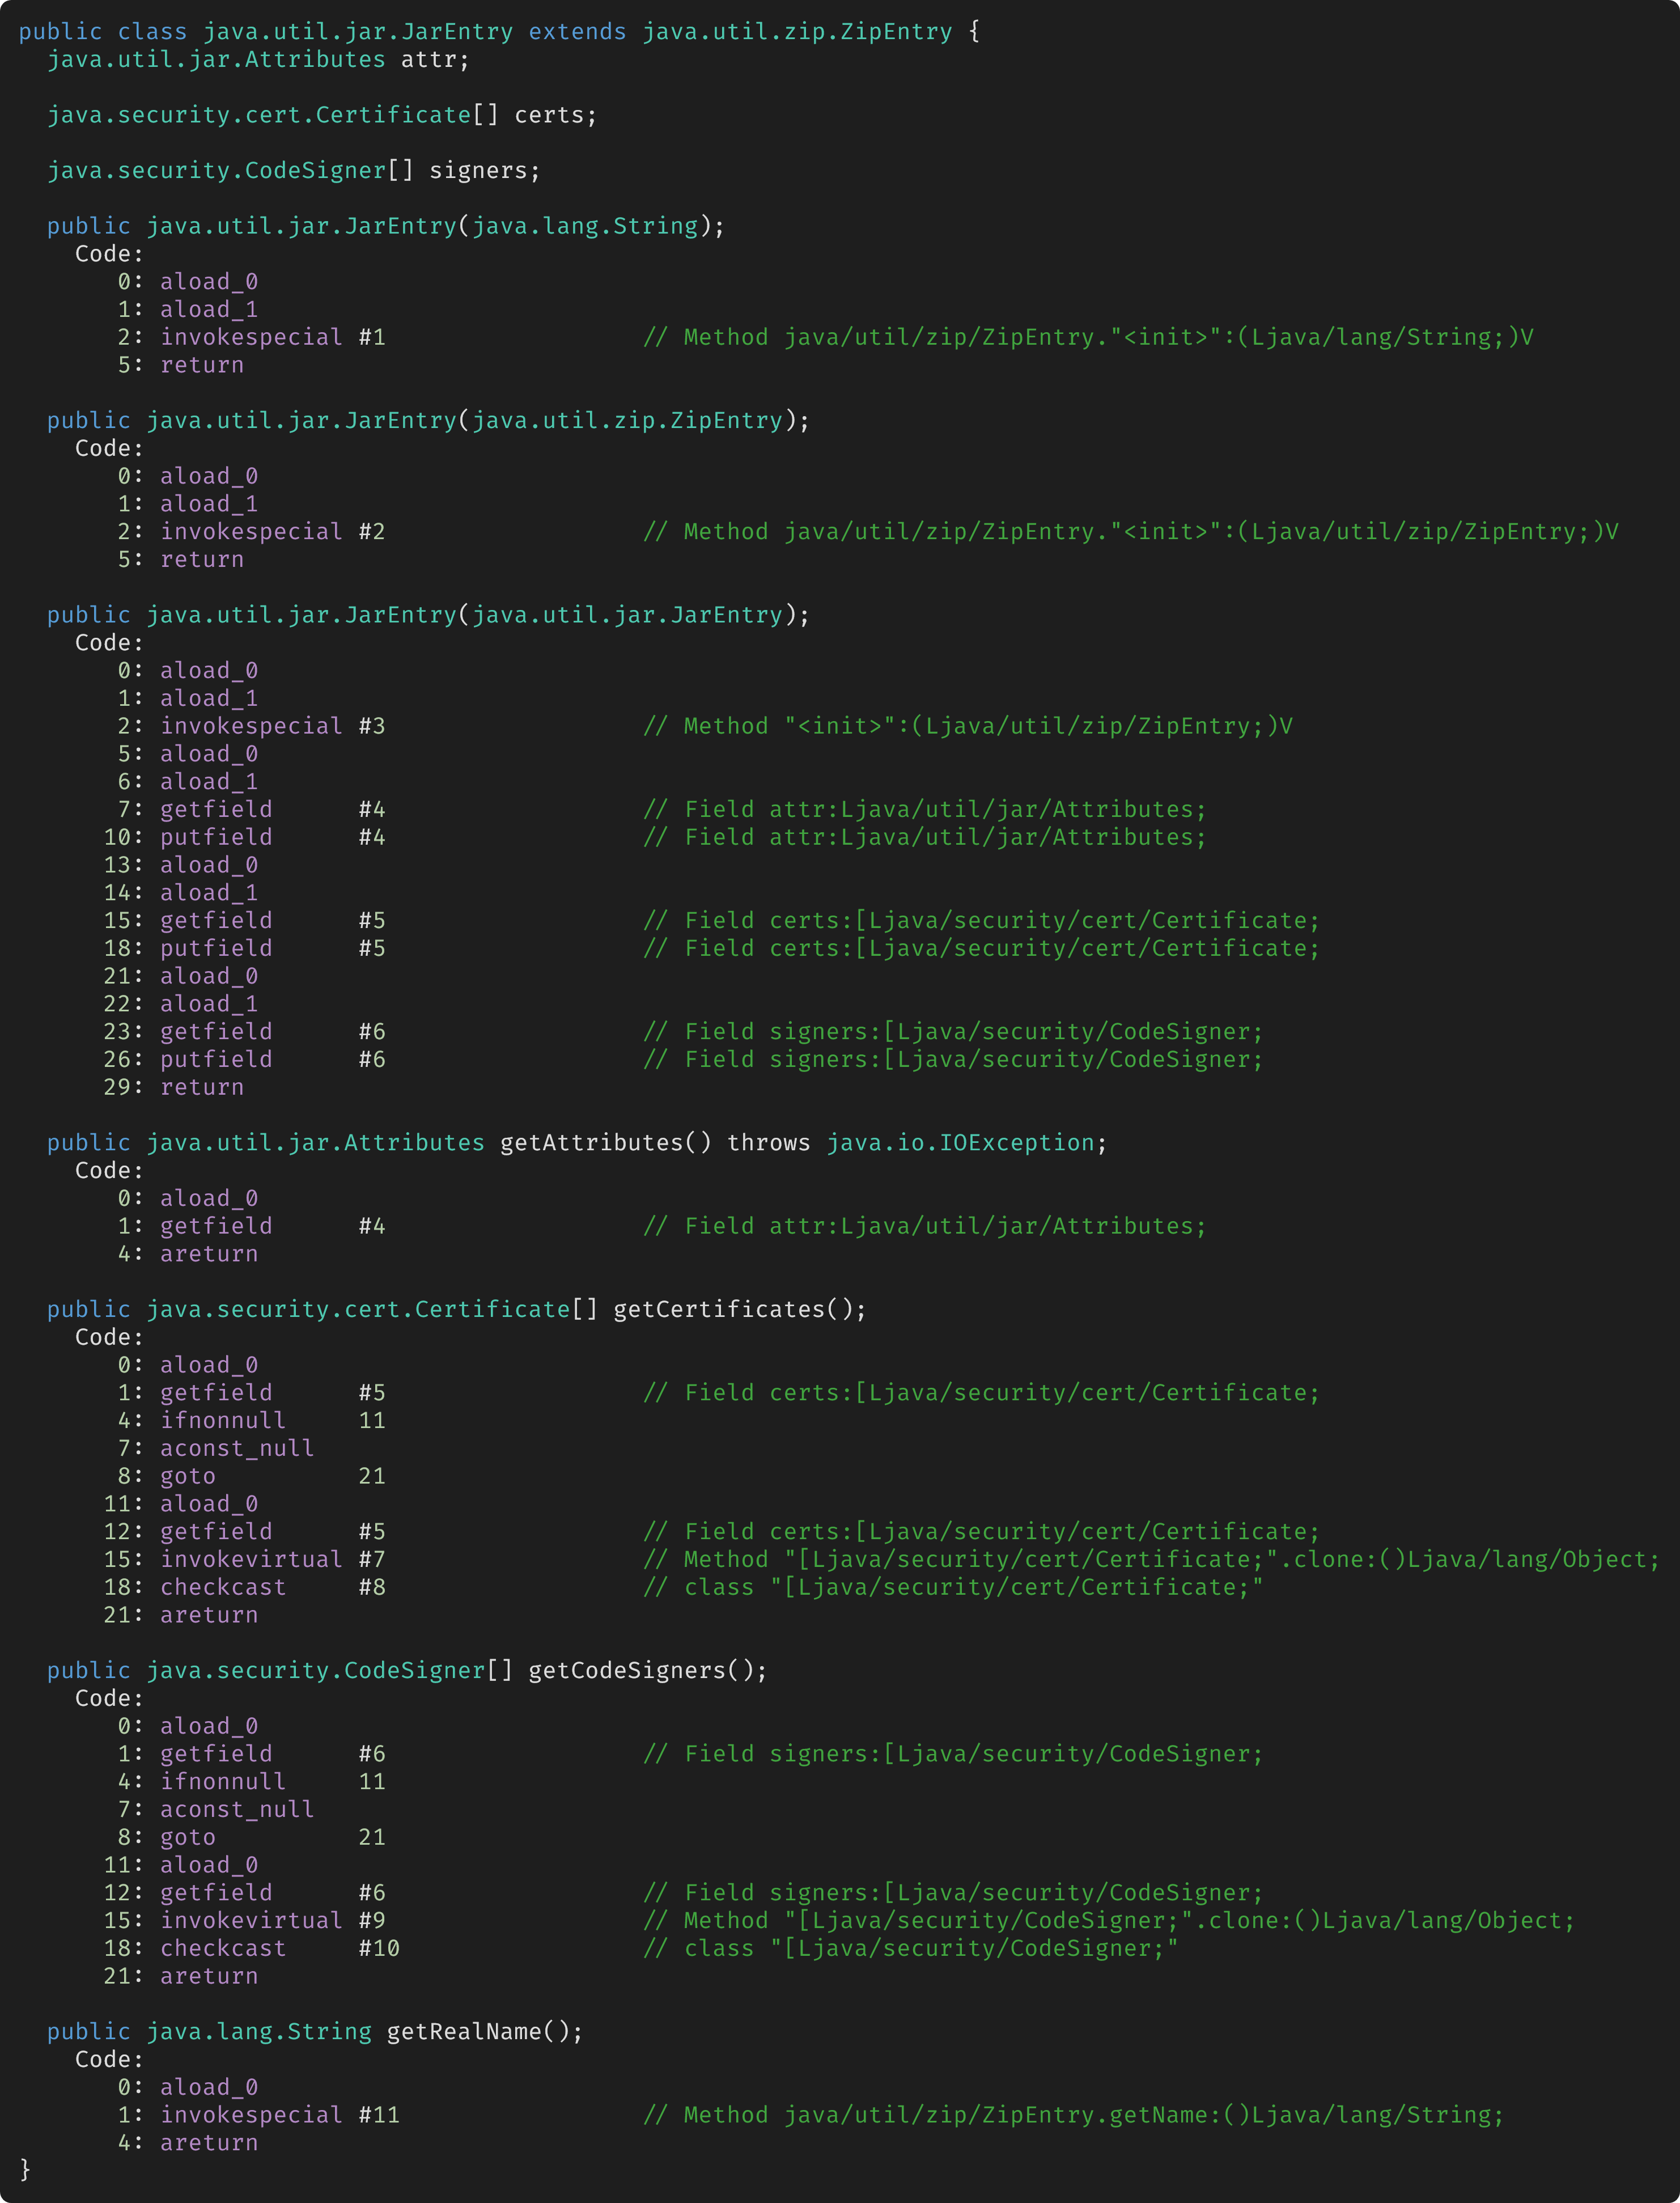 public class java.util.jar.JarEntry extends java.util.zip.ZipEntry {
  java.util.jar.Attributes attr;

  java.security.cert.Certificate[] certs;

  java.security.CodeSigner[] signers;

  public java.util.jar.JarEntry(java.lang.String);
    Code:
       0: aload_0
       1: aload_1
       2: invokespecial #1                  // Method java/util/zip/ZipEntry."<init>":(Ljava/lang/String;)V
       5: return

  public java.util.jar.JarEntry(java.util.zip.ZipEntry);
    Code:
       0: aload_0
       1: aload_1
       2: invokespecial #2                  // Method java/util/zip/ZipEntry."<init>":(Ljava/util/zip/ZipEntry;)V
       5: return

  public java.util.jar.JarEntry(java.util.jar.JarEntry);
    Code:
       0: aload_0
       1: aload_1
       2: invokespecial #3                  // Method "<init>":(Ljava/util/zip/ZipEntry;)V
       5: aload_0
       6: aload_1
       7: getfield      #4                  // Field attr:Ljava/util/jar/Attributes;
      10: putfield      #4                  // Field attr:Ljava/util/jar/Attributes;
      13: aload_0
      14: aload_1
      15: getfield      #5                  // Field certs:[Ljava/security/cert/Certificate;
      18: putfield      #5                  // Field certs:[Ljava/security/cert/Certificate;
      21: aload_0
      22: aload_1
      23: getfield      #6                  // Field signers:[Ljava/security/CodeSigner;
      26: putfield      #6                  // Field signers:[Ljava/security/CodeSigner;
      29: return

  public java.util.jar.Attributes getAttributes() throws java.io.IOException;
    Code:
       0: aload_0
       1: getfield      #4                  // Field attr:Ljava/util/jar/Attributes;
       4: areturn

  public java.security.cert.Certificate[] getCertificates();
    Code:
       0: aload_0
       1: getfield      #5                  // Field certs:[Ljava/security/cert/Certificate;
       4: ifnonnull     11
       7: aconst_null
       8: goto          21
      11: aload_0
      12: getfield      #5                  // Field certs:[Ljava/security/cert/Certificate;
      15: invokevirtual #7                  // Method "[Ljava/security/cert/Certificate;".clone:()Ljava/lang/Object;
      18: checkcast     #8                  // class "[Ljava/security/cert/Certificate;"
      21: areturn

  public java.security.CodeSigner[] getCodeSigners();
    Code:
       0: aload_0
       1: getfield      #6                  // Field signers:[Ljava/security/CodeSigner;
       4: ifnonnull     11
       7: aconst_null
       8: goto          21
      11: aload_0
      12: getfield      #6                  // Field signers:[Ljava/security/CodeSigner;
      15: invokevirtual #9                  // Method "[Ljava/security/CodeSigner;".clone:()Ljava/lang/Object;
      18: checkcast     #10                 // class "[Ljava/security/CodeSigner;"
      21: areturn

  public java.lang.String getRealName();
    Code:
       0: aload_0
       1: invokespecial #11                 // Method java/util/zip/ZipEntry.getName:()Ljava/lang/String;
       4: areturn
}